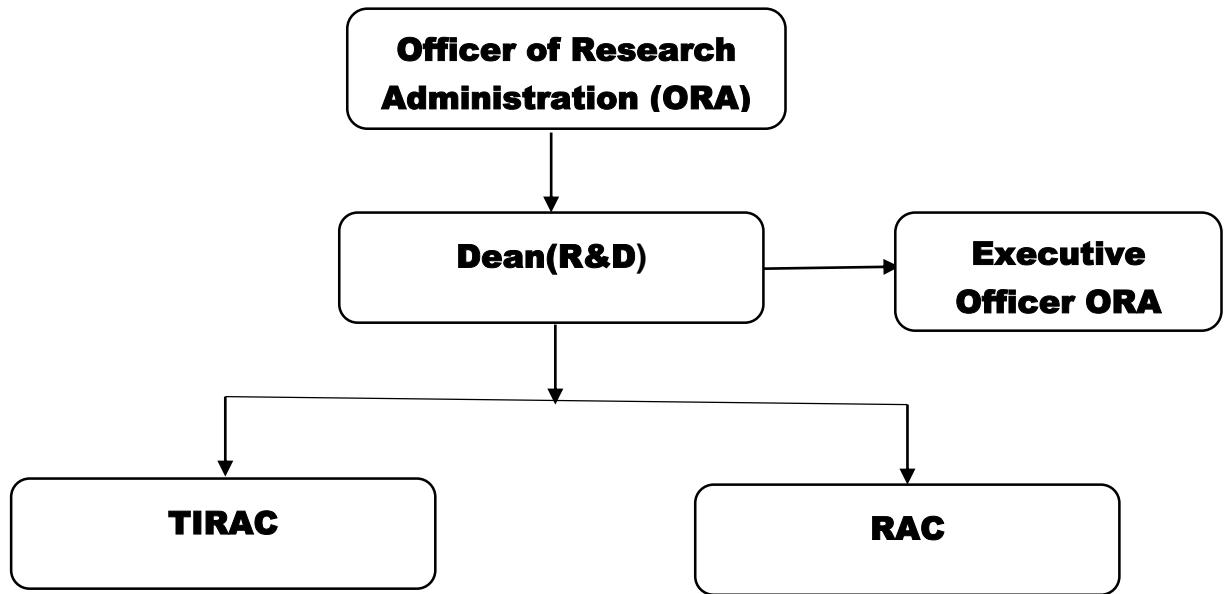 Officer of Research
Administration (ORA)
Dean(R&D)
Executive
Officer ORA
TIRAC
RAC